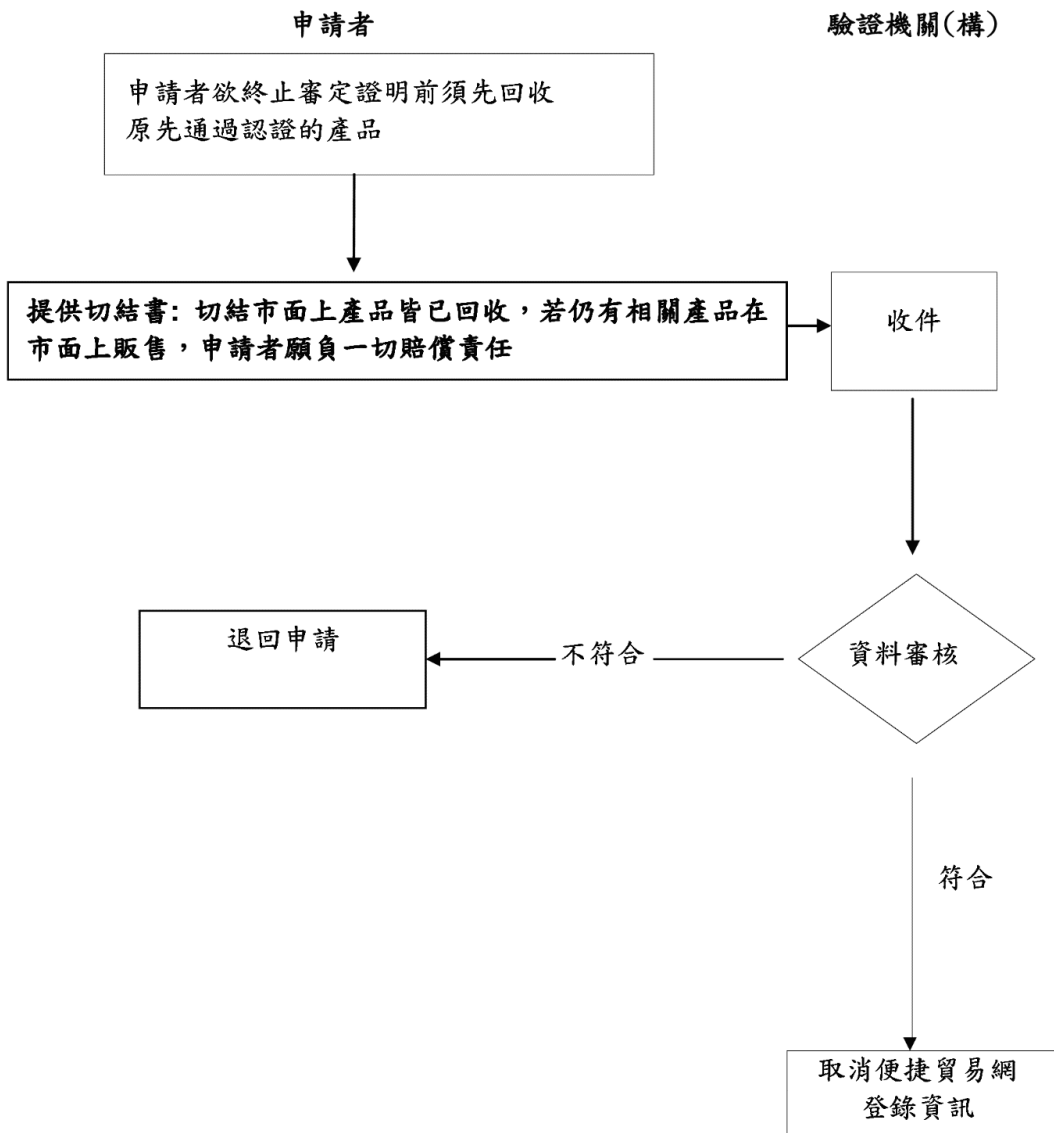 申請者
驗證機關(構)
申請者欲終止審定證明前須先回收
原先通過認證的產品
提供切結書: 切結市面上產品皆已回收，若仍有相關產品在
市面上販售，申請者願負一切賠償責任
收件
退回申請
不符合
資料審核
符合
取消便捷貿易網
登錄資訊